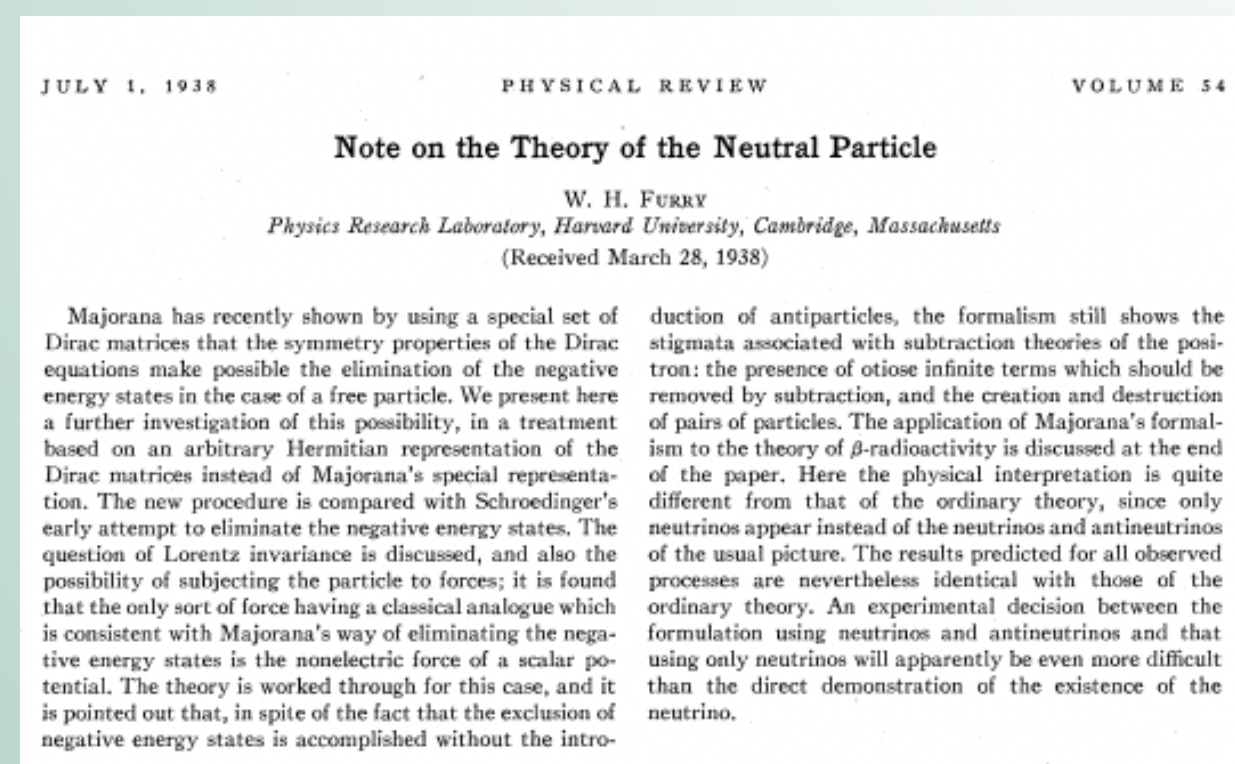 JULY 1, 1938 PHYSICAL REVIEW VOLUME 54
Note on the Theory of the Neutral Particle
W. H. FURRY
Physics Research Laboratory, Harvard University, Cambridge, Massachusetts
(Received March 28, 1938)
Majorana has recently shown by using a special set of
Dirac matrices that the symmetry properties of the Dirac
equations make possible the elimination of the negative
energy states in the case of a free particle. We present here
a further investigation of this possibility, in a treatment
based on an arbitrary Hermitian representation of the
Dirac matrices instead of Majorana's special representa-
tion. The new procedure is compared with Schroedinger's
early attempt to eliminate the negative energy states. The
question of Lorentz invariance is discussed, and also the
possibility of subjecting the particle to forces; it is found
that the only sort of force having a classical analogue which
is consistent with Majorana's way of eliminating the nega-
tive energy states is the nonelectric force of a scalar po-
tential. The theory is worked through for this case, and it
is pointed out that, in spite of the fact that the exclusion of
negative energy states is accomplished without the intro-
duction of antiparticles, the formalism still shows the
stigmata associated with subtraction theories of the posi-
tron: the presence of otiose infinite terms which should be
removed by subtraction, and the creation and destruction
of pairs of particles. The application of Majorana's formal-
ism to the theory of β-radioactivity is discussed at the end
of the paper. Here the physical interpretation is quite
different from that of the ordinary theory, since only
neutrinos appear instead of the neutrinos and antineutrinos
of the usual picture. The results predicted for all observed
processes are nevertheless identical with those of the
ordinary theory. An experimental decision between the
formulation using neutrinos and antineutrinos and that
using only neutrinos will apparently be even more difficult
than the direct demonstration of the existence of the
neutrino.